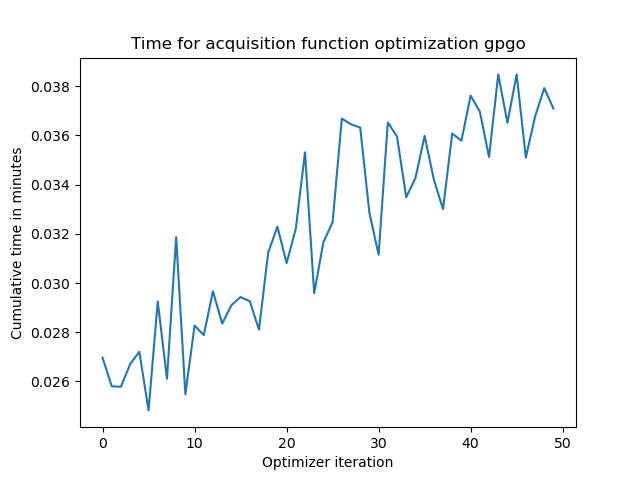 Time for acquisition function optimization gpgo
Cumulative time in minutes
0.038
0.036
0.034
0.032
0.030
0.028
0.026
0 10 20 30 40 50
Optimizer iteration